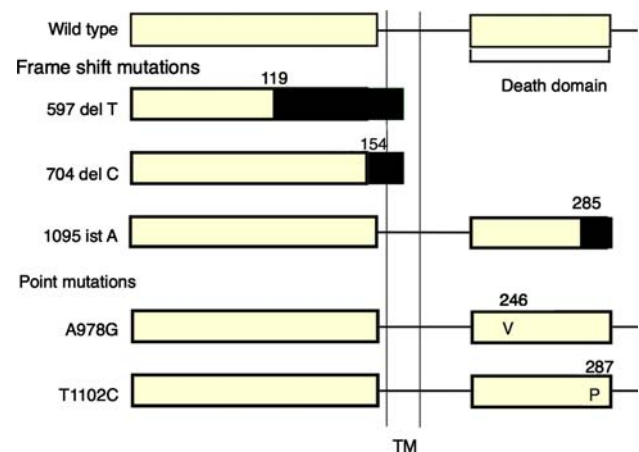 Wild type
Death domain
Frame shift mutations
119
597 del T
154
704 del C
285
1095 ist A
Point mutations
246
A978G
V
287
T1102C
P
TM